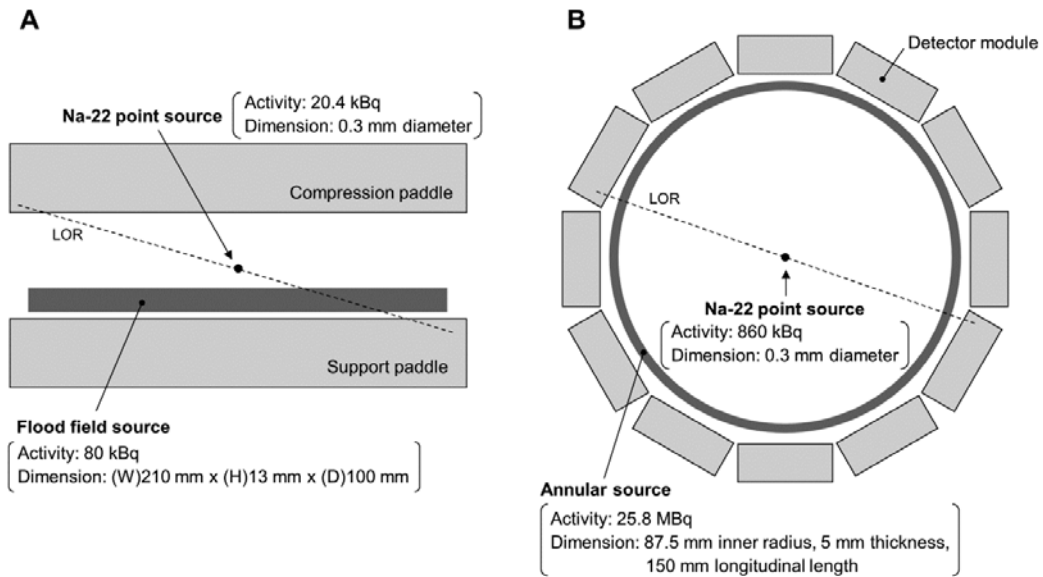 A
Na-22 point source
Activity: 20.4 kBq
Dimension: 0.3 mm diameter
Compression paddle
LOR
Support paddle
Flood field source
Activity: 80 kBq
Dimension: (W)210 mm x (H)13 mm x (D)100 mm
B
Detector module
LOR
Na-22 point source
Activity: 860 kBq
Dimension: 0.3 mm diameter
Annular source
Activity: 25.8 MBq
Dimension: 87.5 mm inner radius, 5 mm thickness,
150 mm longitudinal length